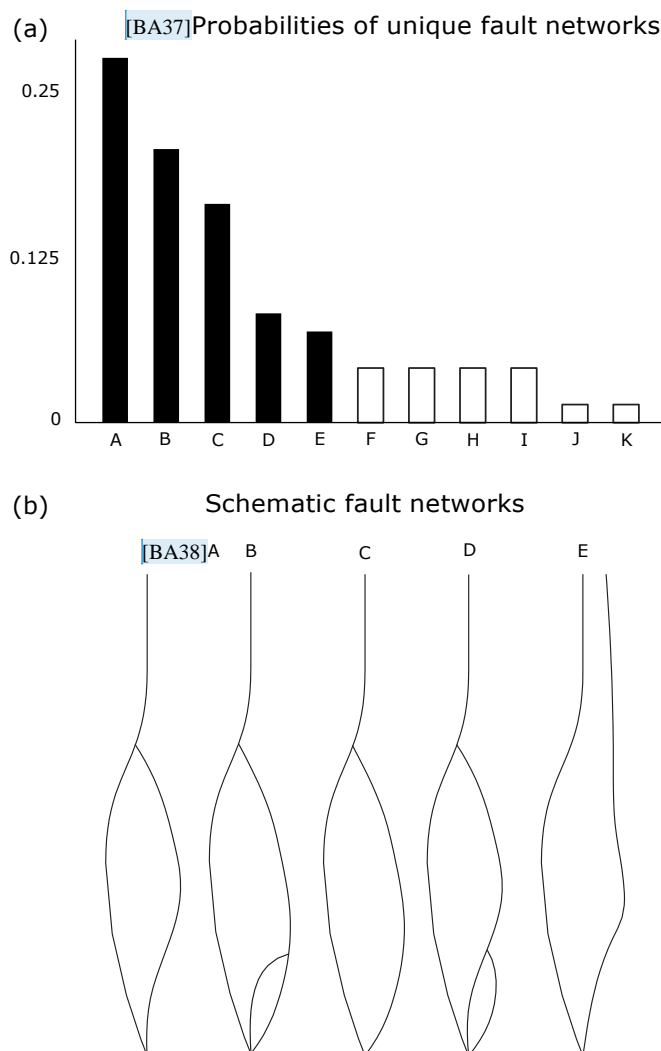 (a) [BA37]Probabilities of unique fault networks
0.25
0.125
0
A B C D E F G H I J K
(b) Schematic fault networks
[BA38]A B C D E